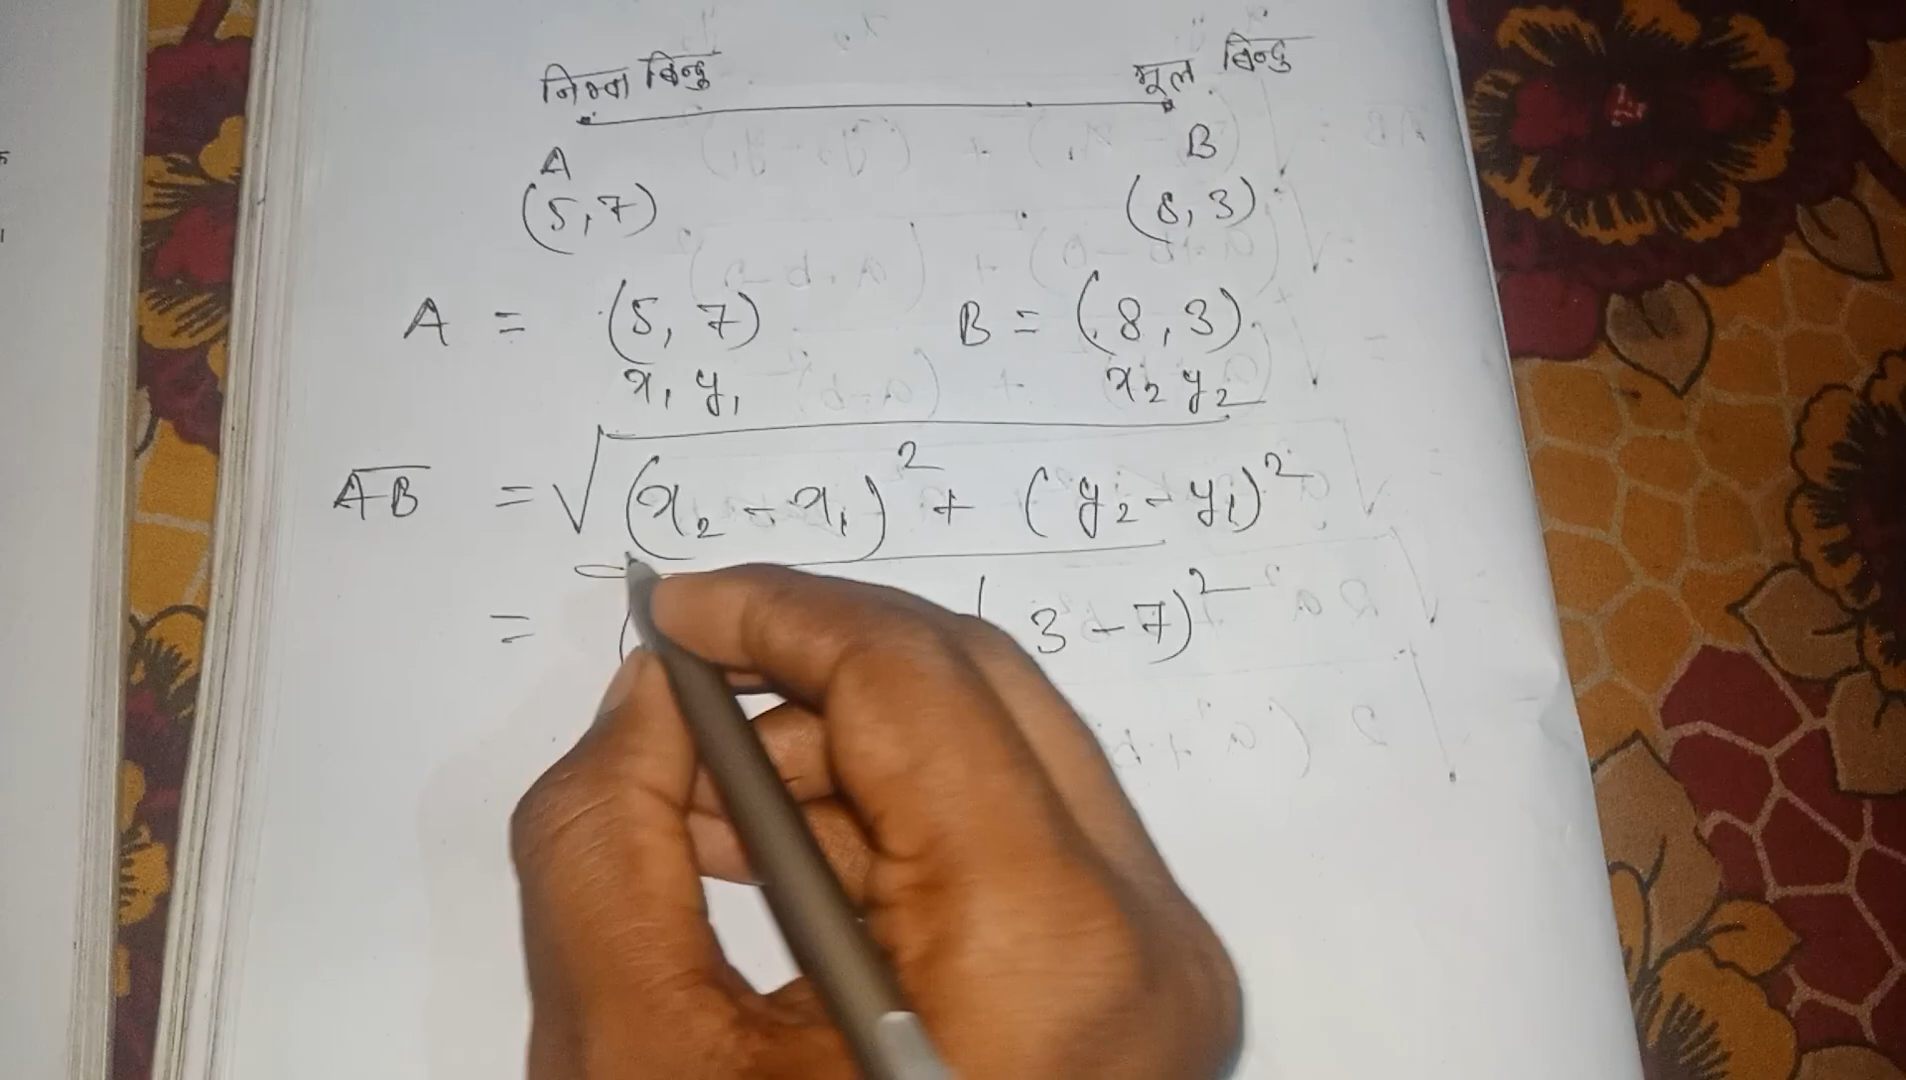 निम्न बिन्दु मूल बिन्दु
A B
(5,7) (8,3)
A = (5,7) B = (8,3)
x₁ y₁ x₂ y₂
AB = √(x₂-x₁)² + (y₂-y₁)²
= ( ( 3-7)²